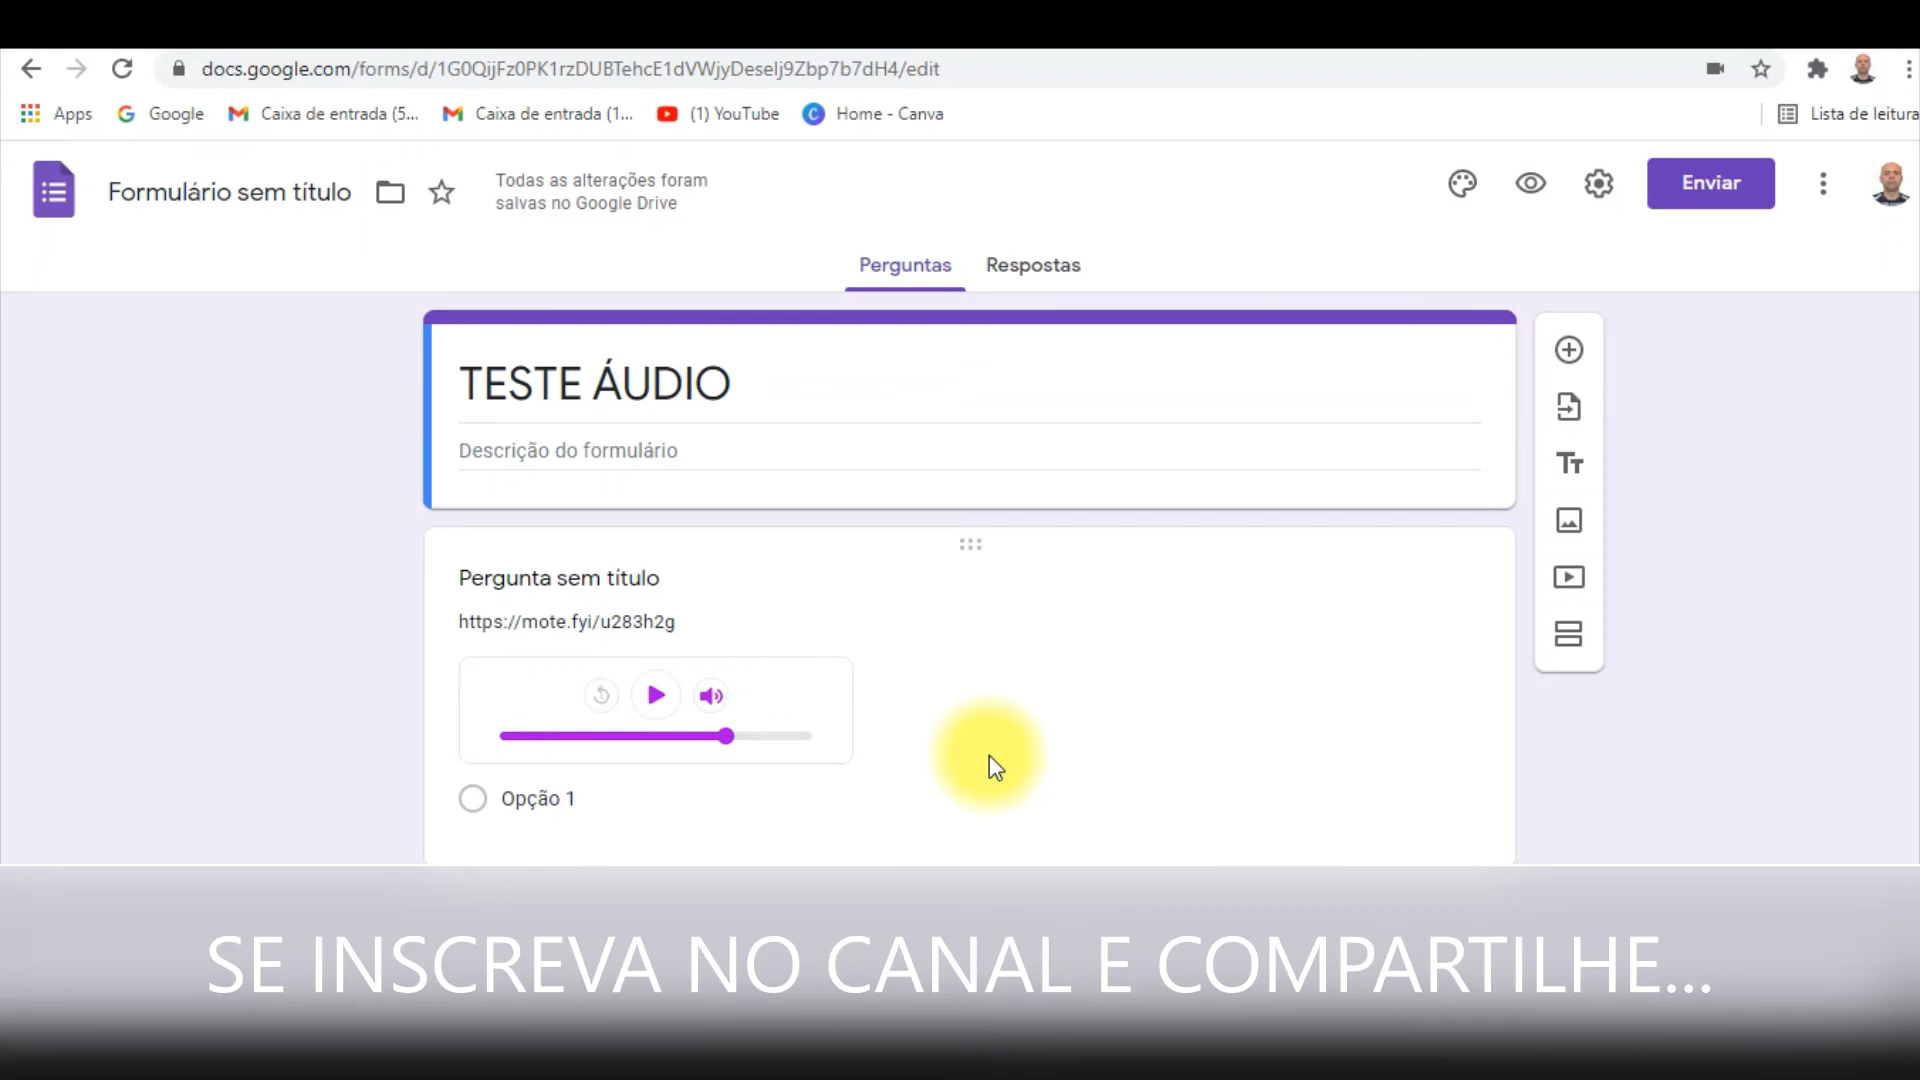 docs.google.com/forms/d/1G0QijFz0PK1rzDUBTehcE1dVWjyDeselj9Zbp7b7dH4/edit
Apps
Google
Caixa de entrada (5...
Caixa de entrada (1...
(1) YouTube
Home - Canva
Lista de leitura
Formulário sem título
Todas as alterações foram
salvas no Google Drive
Enviar
Perguntas
Respostas
TESTE ÁUDIO
Descrição do formulário
Pergunta sem título
https://mote.fyi/u283h2g
Opção 1
SE INSCREVA NO CANAL E COMPARTILHE...